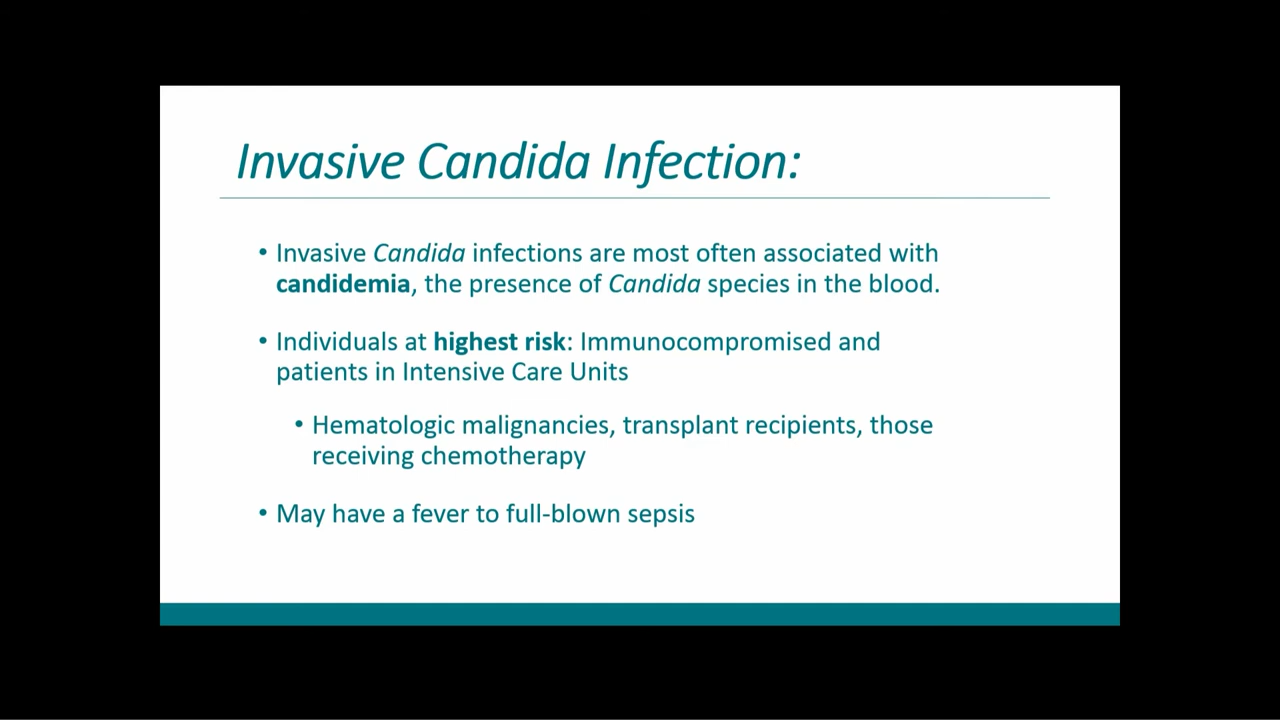 Invasive Candida Infection:
• Invasive Candida infections are most often associated with
candidemia, the presence of Candida species in the blood.
• Individuals at highest risk: Immunocompromised and
patients in Intensive Care Units
• Hematologic malignancies, transplant recipients, those
receiving chemotherapy
• May have a fever to full-blown sepsis